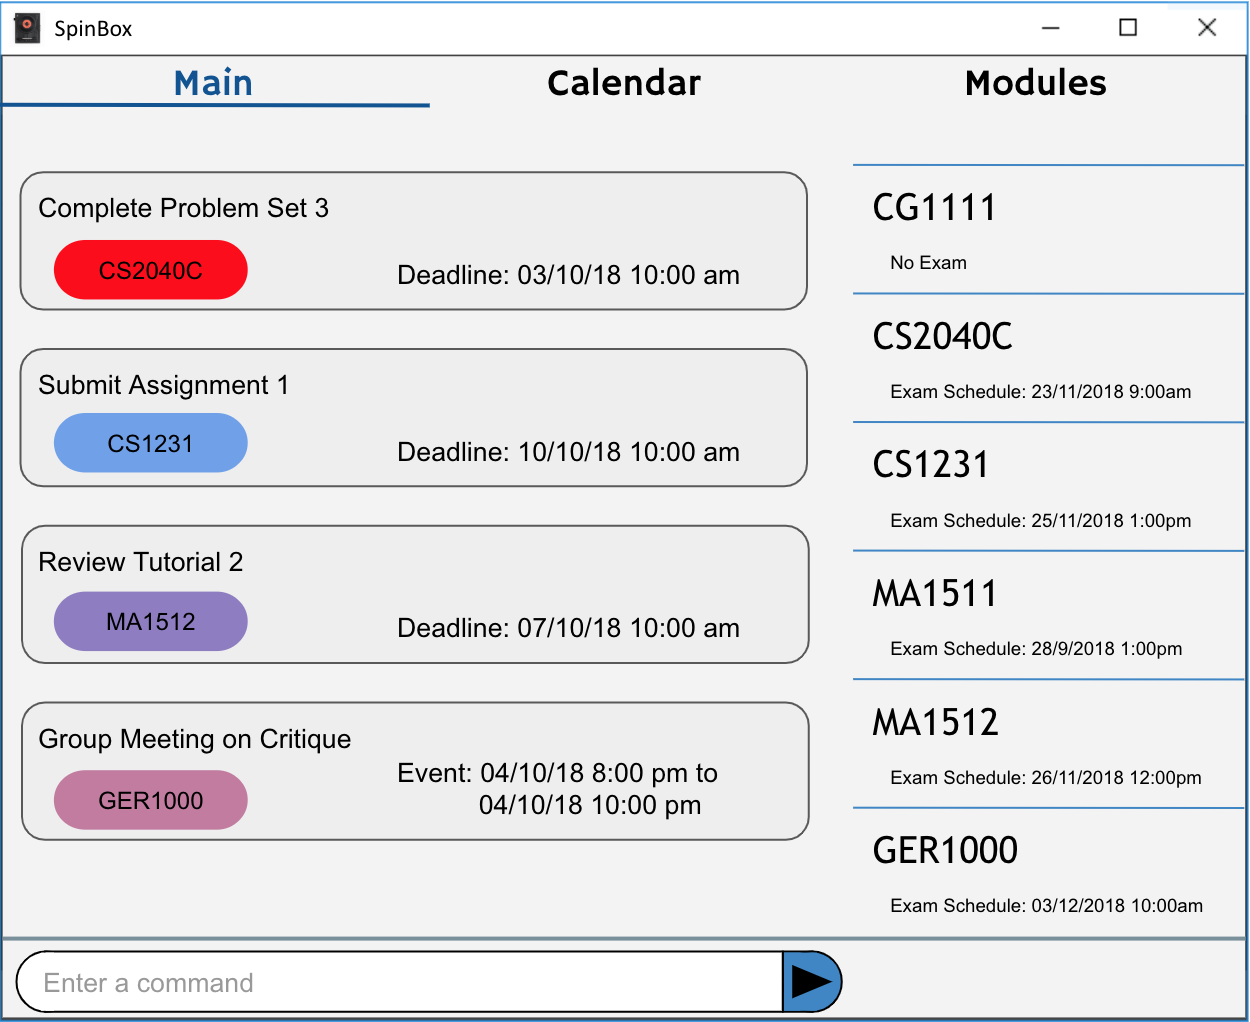 SpinBox
Main
Calendar
Modules
Complete Problem Set 3
CS2040C
Deadline: 03/10/18 10:00 am
Submit Assignment 1
CS1231
Deadline: 10/10/18 10:00 am
Review Tutorial 2
MA1512
Deadline: 07/10/18 10:00 am
Group Meeting on Critique
GER1000
Event: 04/10/18 8:00 pm to
04/10/18 10:00 pm
CG1111
No Exam
CS2040C
Exam Schedule: 23/11/2018 9:00am
CS1231
Exam Schedule: 25/11/2018 1:00pm
MA1511
Exam Schedule: 28/9/2018 1:00pm
MA1512
Exam Schedule: 26/11/2018 12:00pm
GER1000
Exam Schedule: 03/12/2018 10:00am
Enter a command